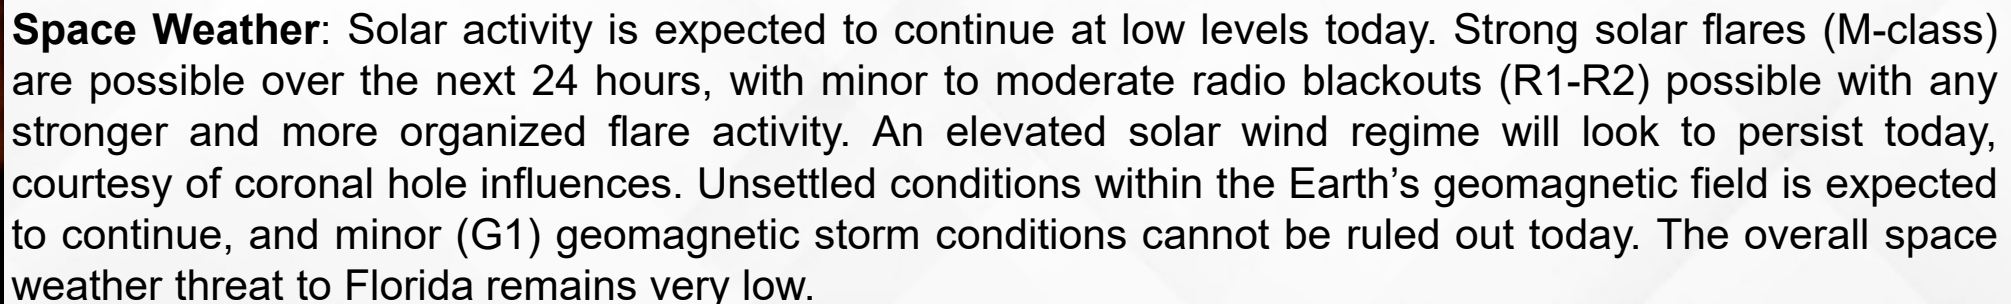 Space Weather: Solar activity is expected to continue at low levels today. Strong solar flares (M-class)
are possible over the next 24 hours, with minor to moderate radio blackouts (R1-R2) possible with any
stronger and more organized flare activity. An elevated solar wind regime will look to persist today,
courtesy of coronal hole influences. Unsettled conditions within the Earth’s geomagnetic field is expected
to continue, and minor (G1) geomagnetic storm conditions cannot be ruled out today. The overall space
weather threat to Florida remains very low.